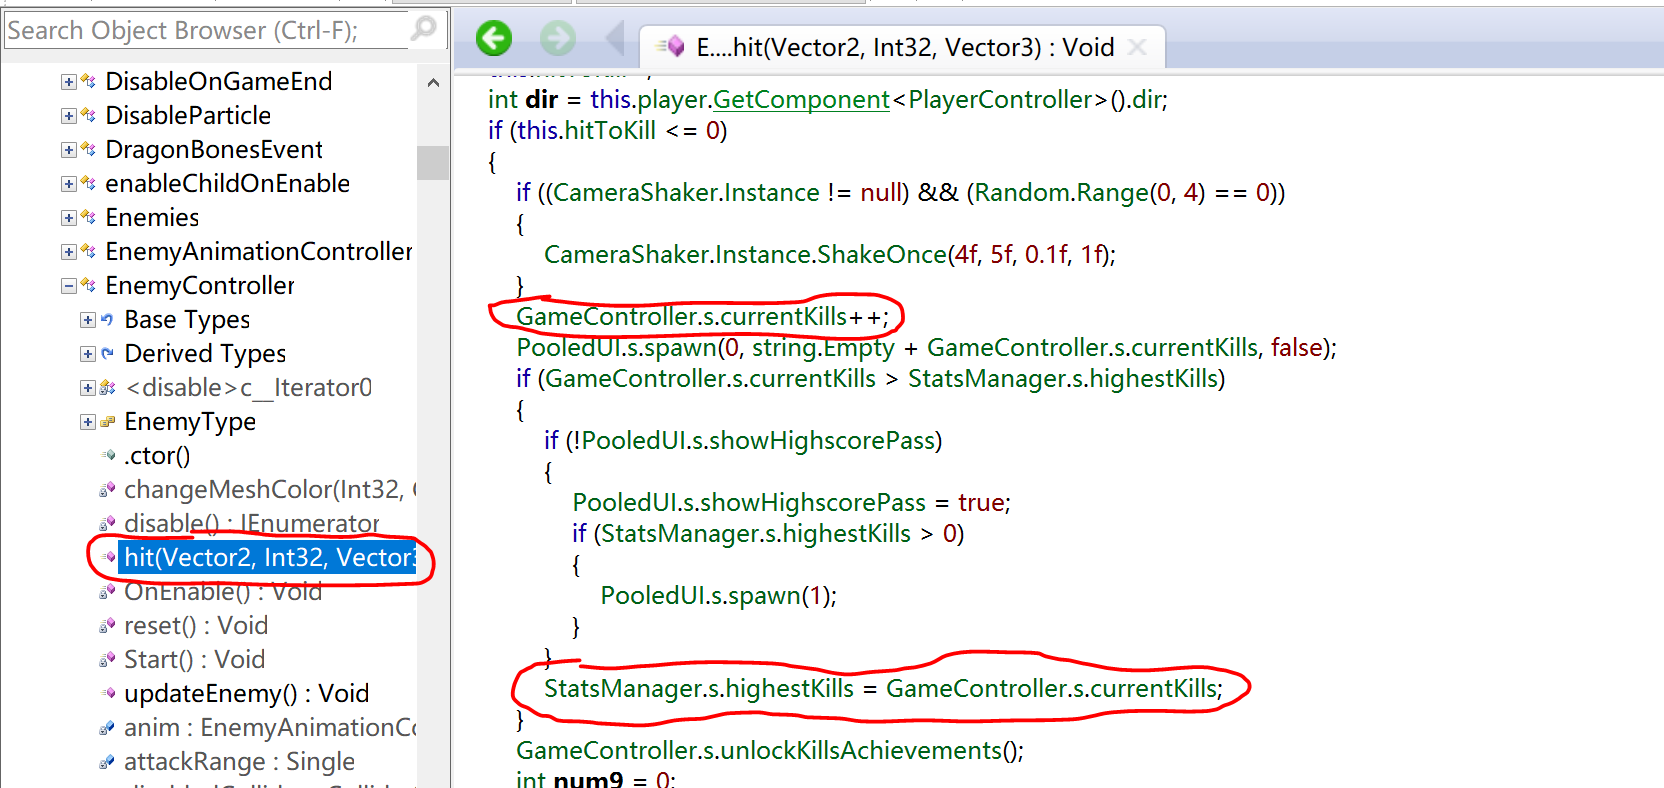 Search Object Browser (Ctrl-F);
DisableOnGameEnd
DisableParticle
DragonBonesEvent
enableChildOnEnable
Enemies
EnemyAnimationController
EnemyController
Base Types
Derived Types
<disable>c__Iterator0
EnemyType
.ctor()
changeMeshColor(Int32,
disable() : IEnumerator
hit(Vector2, Int32, Vector3
OnEnable() : Void
reset() : Void
Start() : Void
updateEnemy() : Void
anim : EnemyAnimationCo
attackRange : Single
E....hit(Vector2, Int32, Vector3) : Void
int dir = this.player.GetComponent<PlayerController>().dir;
if (this.hitToKill <= 0)
{
if ((CameraShaker.Instance != null) && (Random.Range(0, 4) == 0))
{
CameraShaker.Instance.ShakeOnce(4f, 5f, 0.1f, 1f);
}
GameController.s.currentKills++;
PooledUI.s.spawn(0, string.Empty + GameController.s.currentKills, false);
if (GameController.s.currentKills > StatsManager.s.highestKills)
{
if (!PooledUI.s.showHighscorePass)
{
PooledUI.s.showHighscorePass = true;
if (StatsManager.s.highestKills > 0)
{
PooledUI.s.spawn(1);
}
}
StatsManager.s.highestKills = GameController.s.currentKills;
}
GameController.s.unlockKillsAchievements();
int num9 = 0;